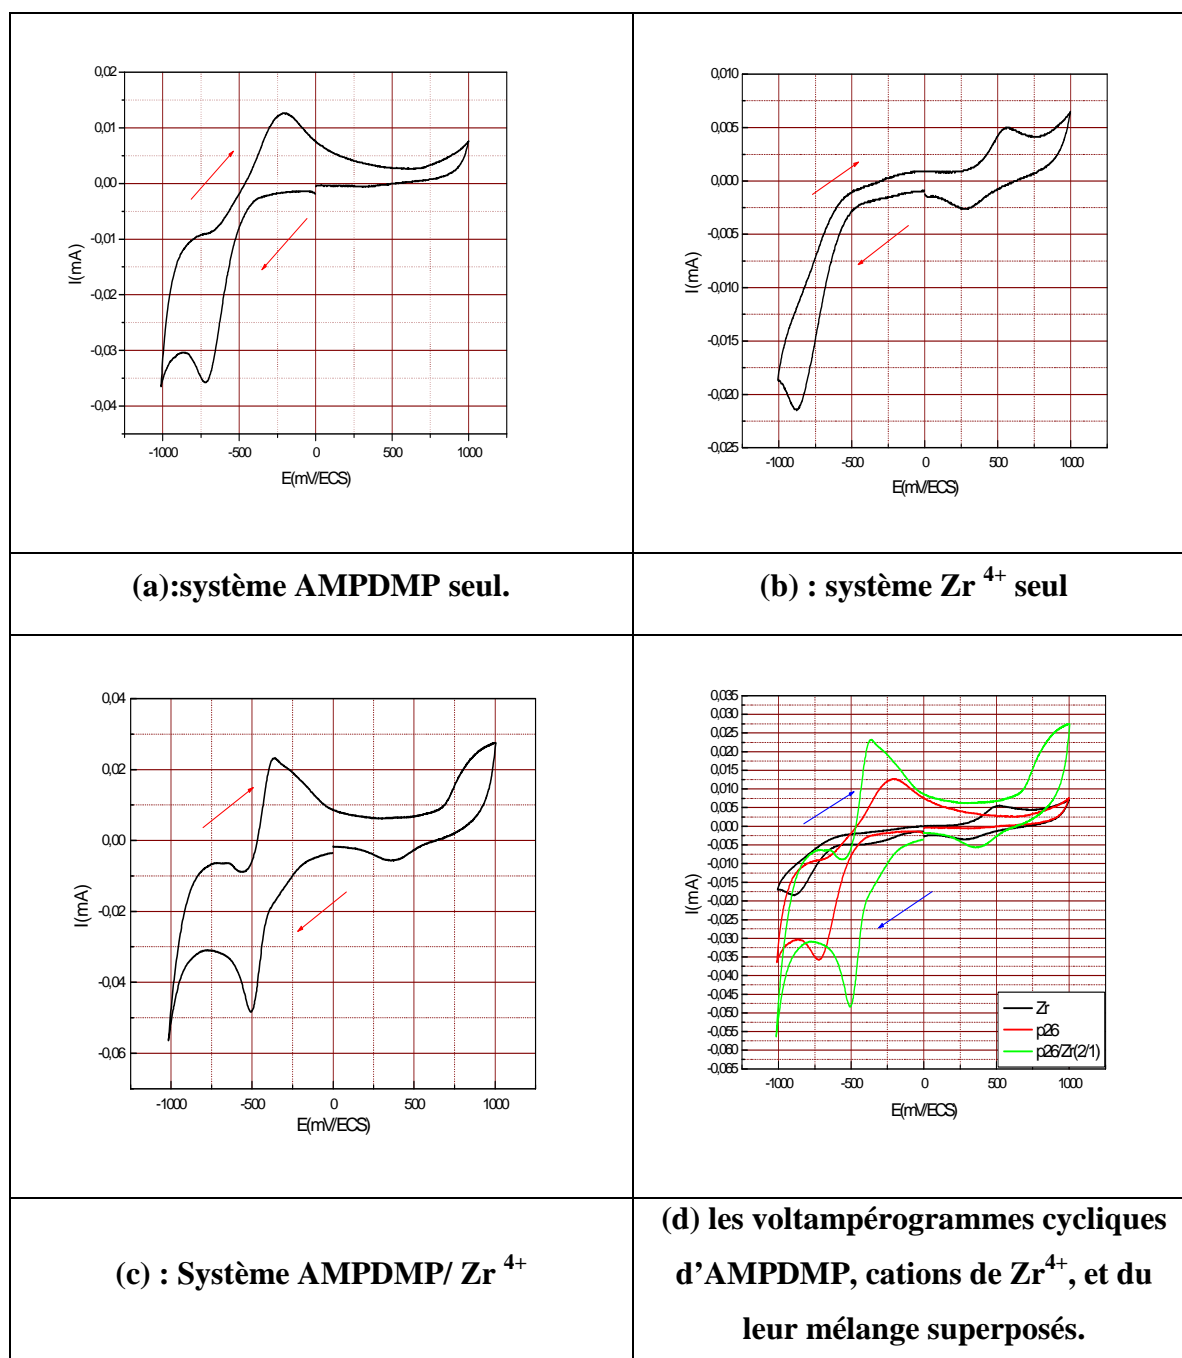 0,02
0,01
0,00
-0,01
-0,02
-0,03
-0,04
I(mA)
-1000 -500 0 500 1000
E(mV/ECS)
0,010
0,005
0,000
-0,005
-0,010
-0,015
-0,020
-0,025
I(mA)
-1000 -500 0 500 1000
E(mV/ECS)
(a):système AMPDMP seul.
(b) : système Zr 4+ seul
0,04
0,02
0,00
-0,02
-0,04
-0,06
I(mA)
-1000 -500 0 500 1000
E(mV/ECS)
0,035
0,030
0,025
0,020
0,015
0,010
0,005
0,000
-0,005
-0,010
-0,015
-0,020
-0,025
-0,030
-0,035
-0,040
-0,045
-0,050
-0,055
-0,060
-0,065
I(mA)
Zr
p26
p26/Zr(2/1)
-1000 -500 0 500 1000
E(mV/ECS)
(c) : Système AMPDMP/ Zr 4+
(d) les voltampérogrammes cycliques
d’AMPDMP, cations de Zr4+, et du
leur mélange superposés.